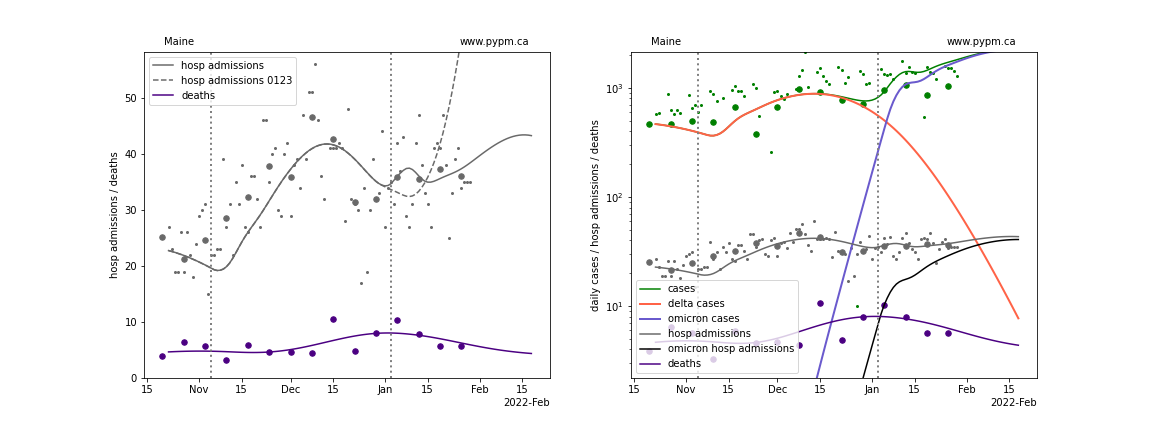 Maine
www.pypm.ca
hosp admissions
hosp admissions 0123
deaths
hosp admissions / deaths
50
40
30
20
10
0
15
Nov
15
Dec
15
Jan
15
Feb
15
2022-Feb
Maine
www.pypm.ca
daily cases / hosp admissions / deaths
10³
10²
10¹
cases
delta cases
omicron cases
hosp admissions
omicron hosp admissions
deaths
15
Nov
15
Dec
15
Jan
15
Feb
15
2022-Feb